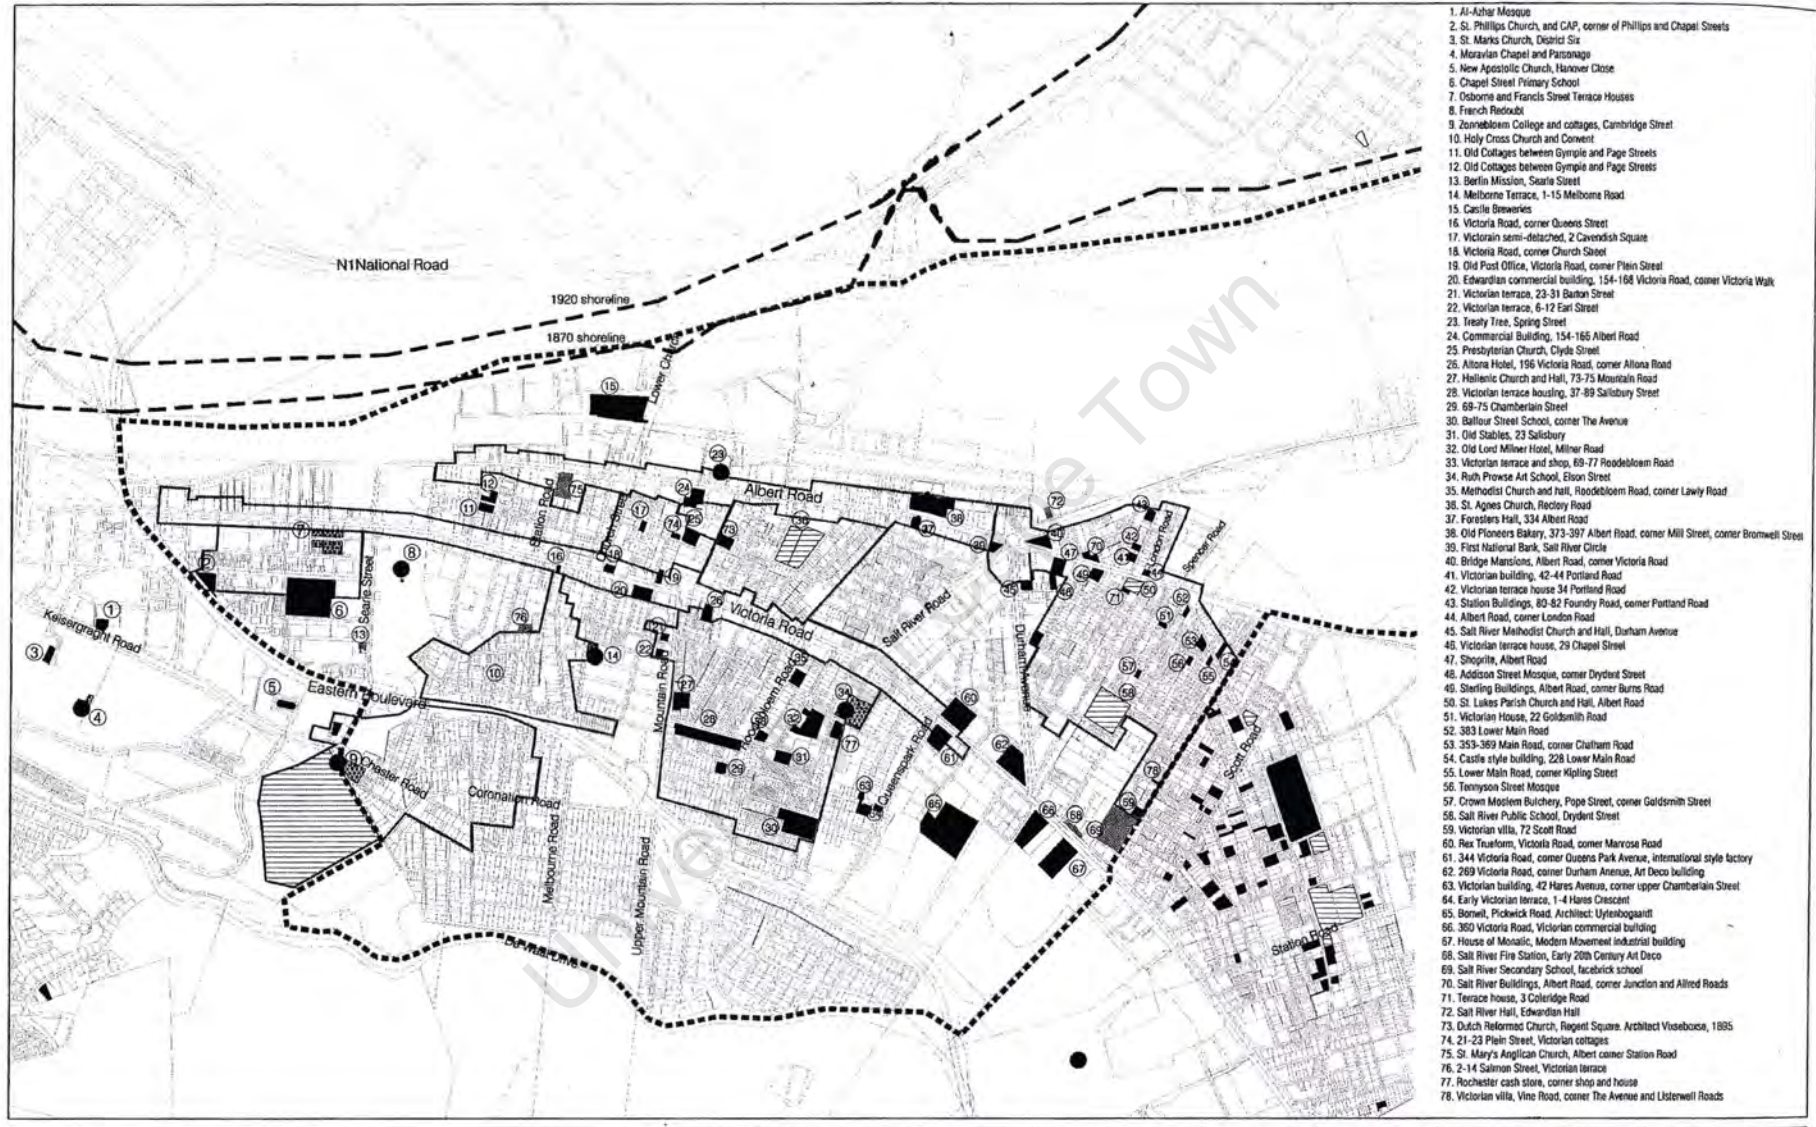 N1National Road
1920 shoreline
1870 shoreline
Lower Church
Albert Road
Station Road
Searle Street
Keisergraght Road
Eastern Boulevard
Chester Road
Coronation Road
Melbourne Road
Upper Mountain Road
Mountain Road
Roodebloem Road
Victoria Road
Salt River Road
Durham Avenue
Queenspark Road
London Road
Spencer Road
Scott Road
Station Road
De Waal Drive
University of Cape Town
1. Al-Azhar Mosque
2. St. Phillips Church, and CAP, corner of Phillips and Chapel Streets
3. St. Marks Church, District Six
4. Moravian Chapel and Parsonage
5. New Apostolic Church, Hanover Close
6. Chapel Street Primary School
7. Osborne and Francis Street Terrace Houses
8. French Redoubt
9. Zonnebloem College and cottages, Cambridge Street
10. Holy Cross Church and Convent
11. Old Cottages between Gympie and Page Streets
12. Old Cottages between Gympie and Page Streets
13. Berlin Mission, Searle Street
14. Melborne Terrace, 1-15 Melborne Road
15. Castle Breweries
16. Victoria Road, corner Queens Street
17. Victorain semi-detached, 2 Cavendish Square
18. Victoria Road, corner Church Street
19. Old Post Office, Victoria Road, corner Plein Street
20. Edwardian commercial building, 154-168 Victoria Road, corner Victoria Walk
21. Victorian terrace, 23-31 Barton Street
22. Victorian terrace, 6-12 Earl Street
23. Treaty Tree, Spring Street
24. Commercial Building, 154-166 Albert Road
25. Presbyterian Church, Clyde Street
26. Altona Hotel, 196 Victoria Road, corner Altona Road
27. Hellenic Church and Hall, 73-75 Mountain Road
28. Victorian terrace housing, 37-89 Salisbury Street
29. 69-75 Chamberlain Street
30. Balfour Street School, corner The Avenue
31. Old Stables, 23 Salisbury
32. Old Lord Milner Hotel, Milner Road
33. Victorian terrace and shop, 69-77 Roodebloem Road
34. Ruth Prowse Art School, Elson Street
35. Methodist Church and hall, Roodebloem Road, corner Lawly Road
36. St. Agnes Church, Rectory Road
37. Foresters Hall, 334 Albert Road
38. Old Pioneers Bakery, 373-397 Albert Road. corner Mill Street, corner Bromwell Street
39. First National Bank, Salt River Circle
40. Bridge Mansions, Albert Road, corner Victoria Road
41. Victorian building, 42-44 Portland Road
42. Victorian terrace house 34 Portland Road
43. Station Buildings, 80-82 Foundry Road, corner Portland Road
44. Albert Road, corner London Road
45. Salt River Methodist Church and Hall, Durham Avenue
46. Victorian terrace house, 29 Chapel Street
47. Shoprite, Albert Road
48. Addison Street Mosque, corner Drydent Street
49. Sterling Buildings, Albert Road, corner Burns Road
50. St. Lukes Parish Church and Hall, Albert Road
51. Victorian House, 22 Goldsmith Road
52. 383 Lower Main Road
53. 353-369 Main Road, corner Chatham Road
54. Castle style building, 228 Lower Main Road
55. Lower Main Road, corner Kipling Street
56. Tennyson Street Mosque
57. Crown Moslem Butchery, Pope Street, corner Goldsmith Street
58. Salt River Public School, Drydent Street
59. Victorian villa, 72 Scott Road
60. Rex Trueform, Victoria Road, corner Manrose Road
61. 344 Victoria Road, corner Queens Park Avenue, international style factory
62. 269 Victoria Road, corner Durham Anenue, Art Deco building
63. Victorian building, 42 Hares Avenue, corner upper Chamberlain Street
64. Early Victorian terrace, 1-4 Hares Crescent
65. Bonwit, Pickwick Road. Architect: Uytenbogaardt
66. 360 Victoria Road, Victorian commercial building
67. House of Monatic, Modern Movement industrial building
68. Salt River Fire Station, Early 20th Century Art Deco
69. Salt River Secondary School, facebrick school
70. Salt River Buildings, Albert Road, corner Junction and Alfred Roads
71. Terrace house, 3 Coleridge Road
72. Salt River Hall, Edwardian Hall
73. Dutch Reformed Church, Regent Square. Architect Vixseboxse, 1895
74. 21-23 Plein Street, Victorian cottages
75. St. Mary's Anglican Church, Albert corner Station Road
76. 2-14 Salmon Street, Victorian terrace
77. Rochester cash store, corner shop and house
78. Victorian villa, Vine Road, corner The Avenue and Listerwell Roads